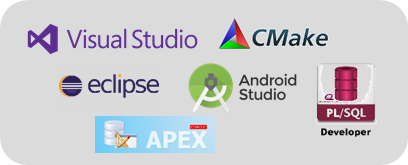 Visual Studio
CMake
eclipse
Android
Studio
PL/SQL
Developer
APEX